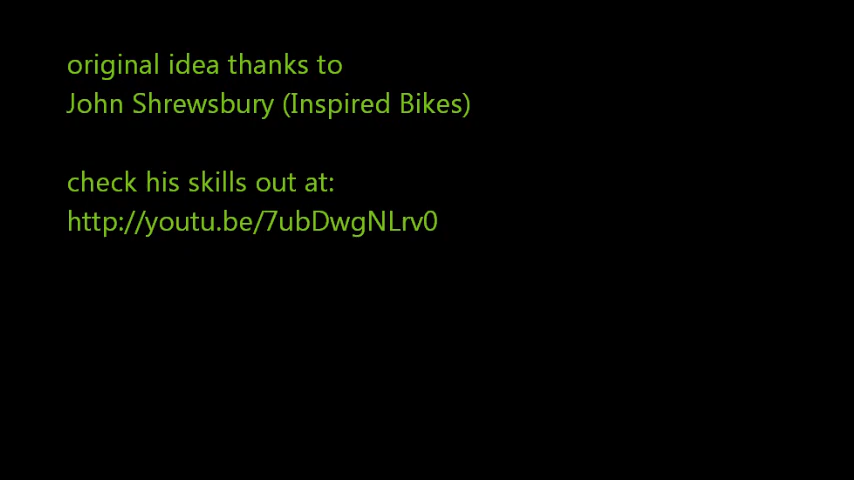 original idea thanks to
John Shrewsbury (Inspired Bikes)
check his skills out at:
http://youtu.be/7ubDwgNLrv0